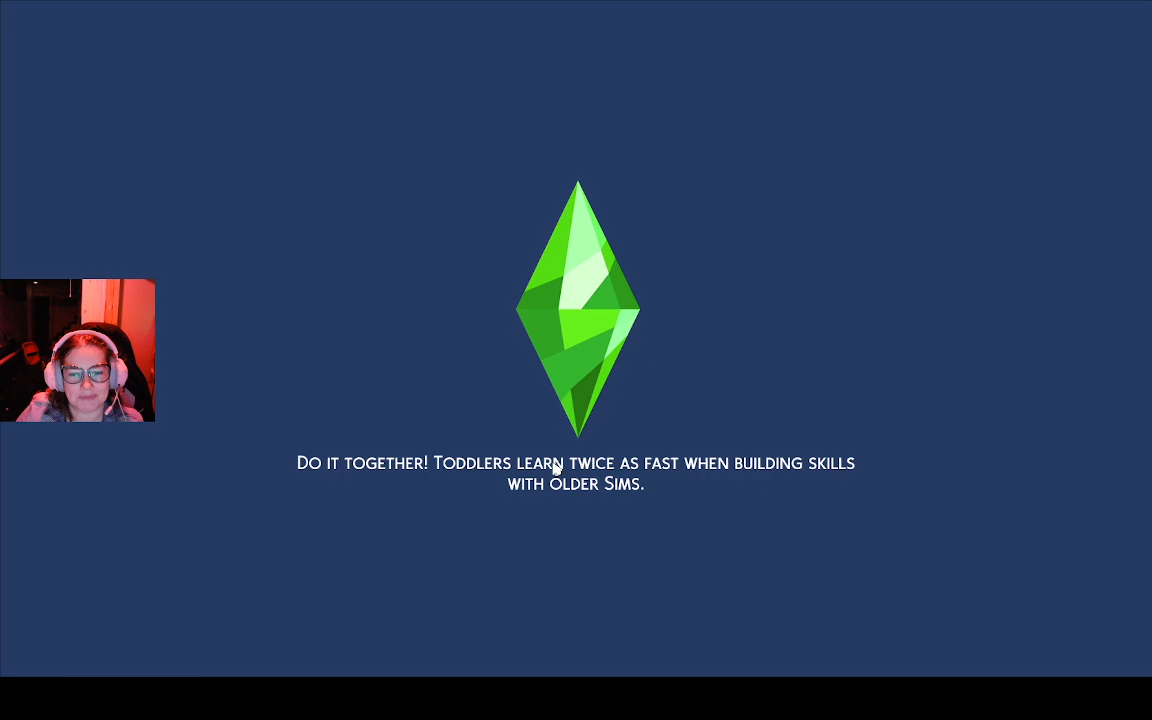 Do it together! Toddlers learn twice as fast when building skills
with older Sims.